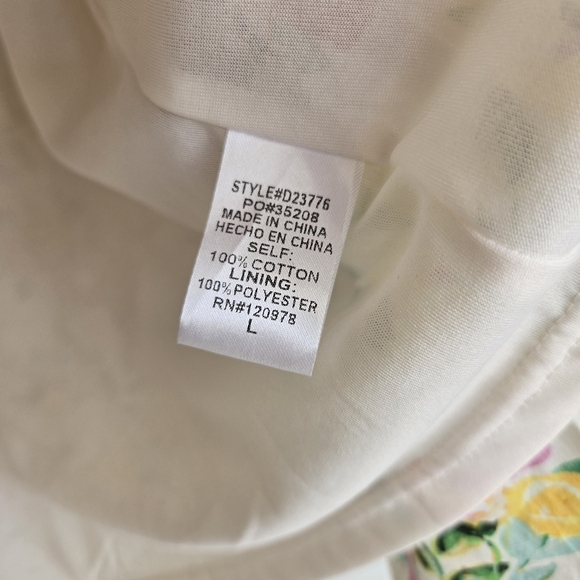 STYLE#D23776
PO#35208
MADE IN CHINA
HECHO EN CHINA
SELF:
100% COTTON
LINING:
100% POLYESTER
RN#120978
L